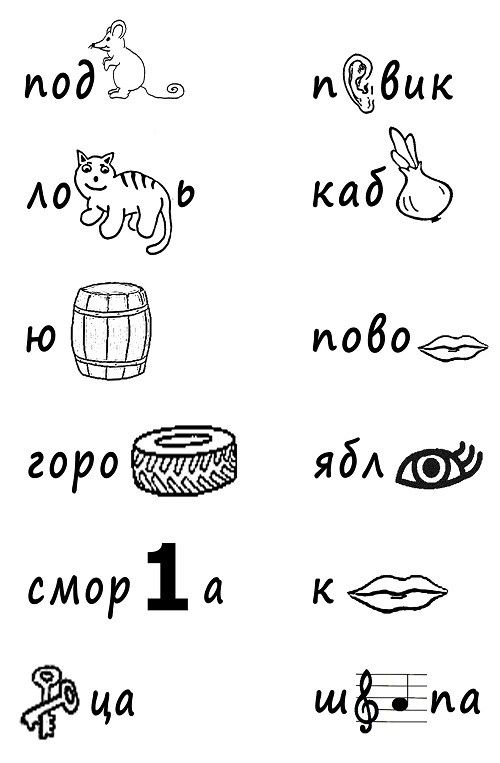 под п вик
ло ь каб
ю пово
горо ябл
смор 1 а к
ца ш па